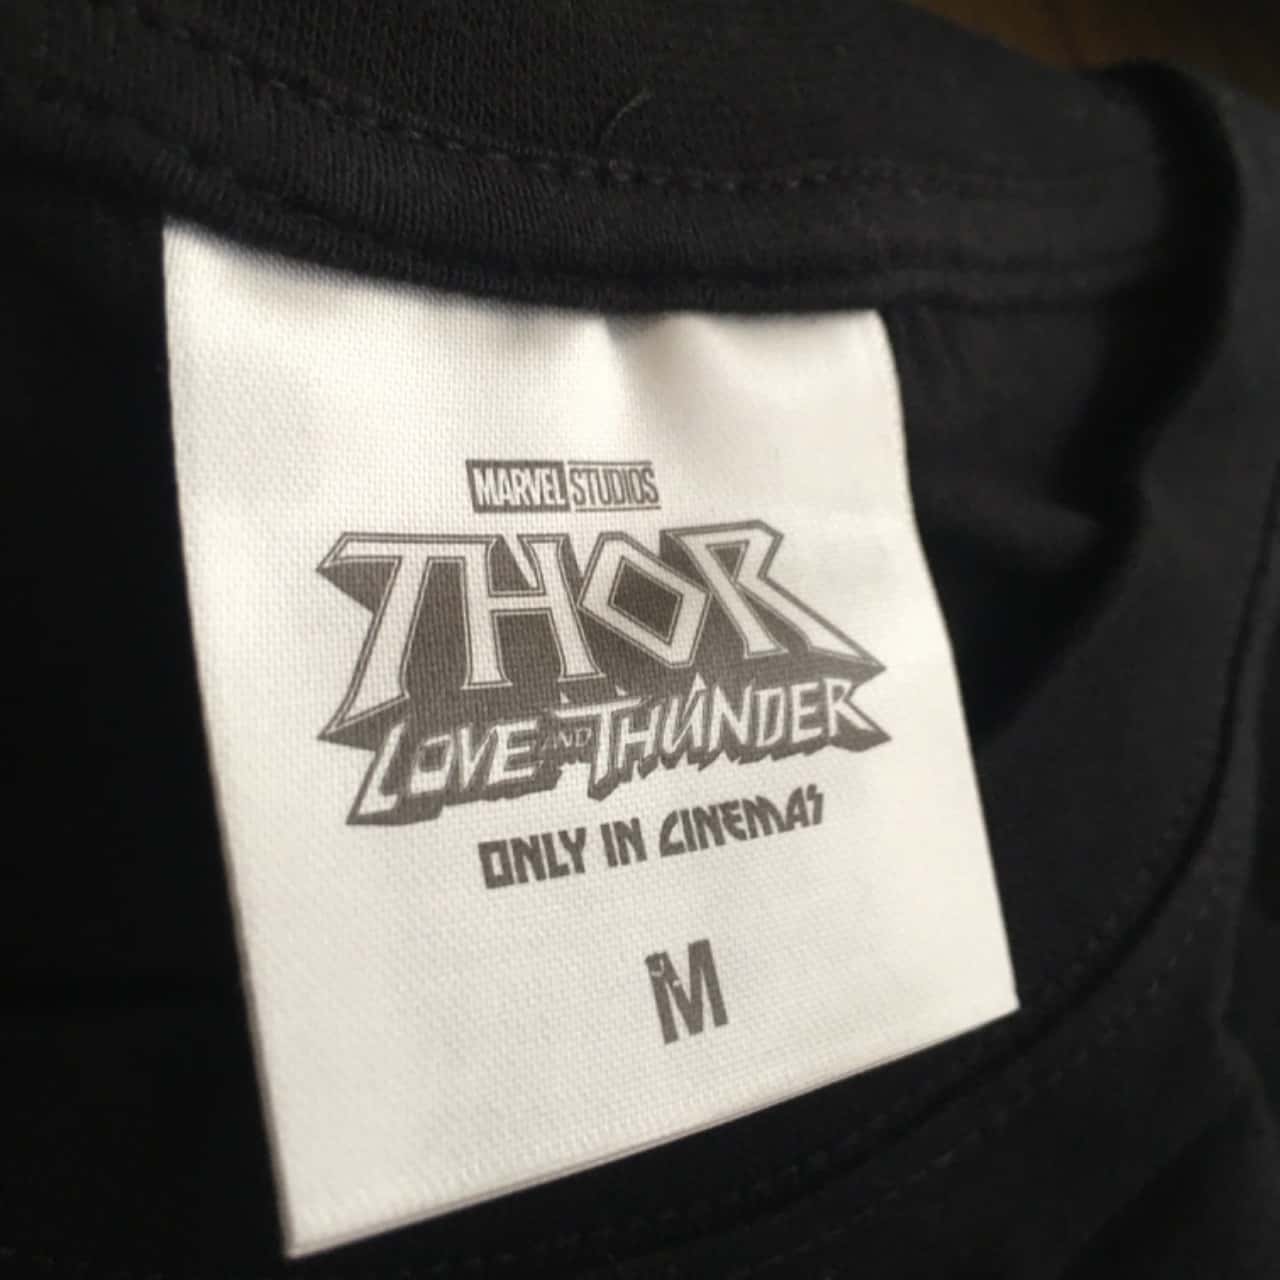 MARVEL STUDIOS
THOR
LOVE AND THUNDER
ONLY IN CINEMAS
M